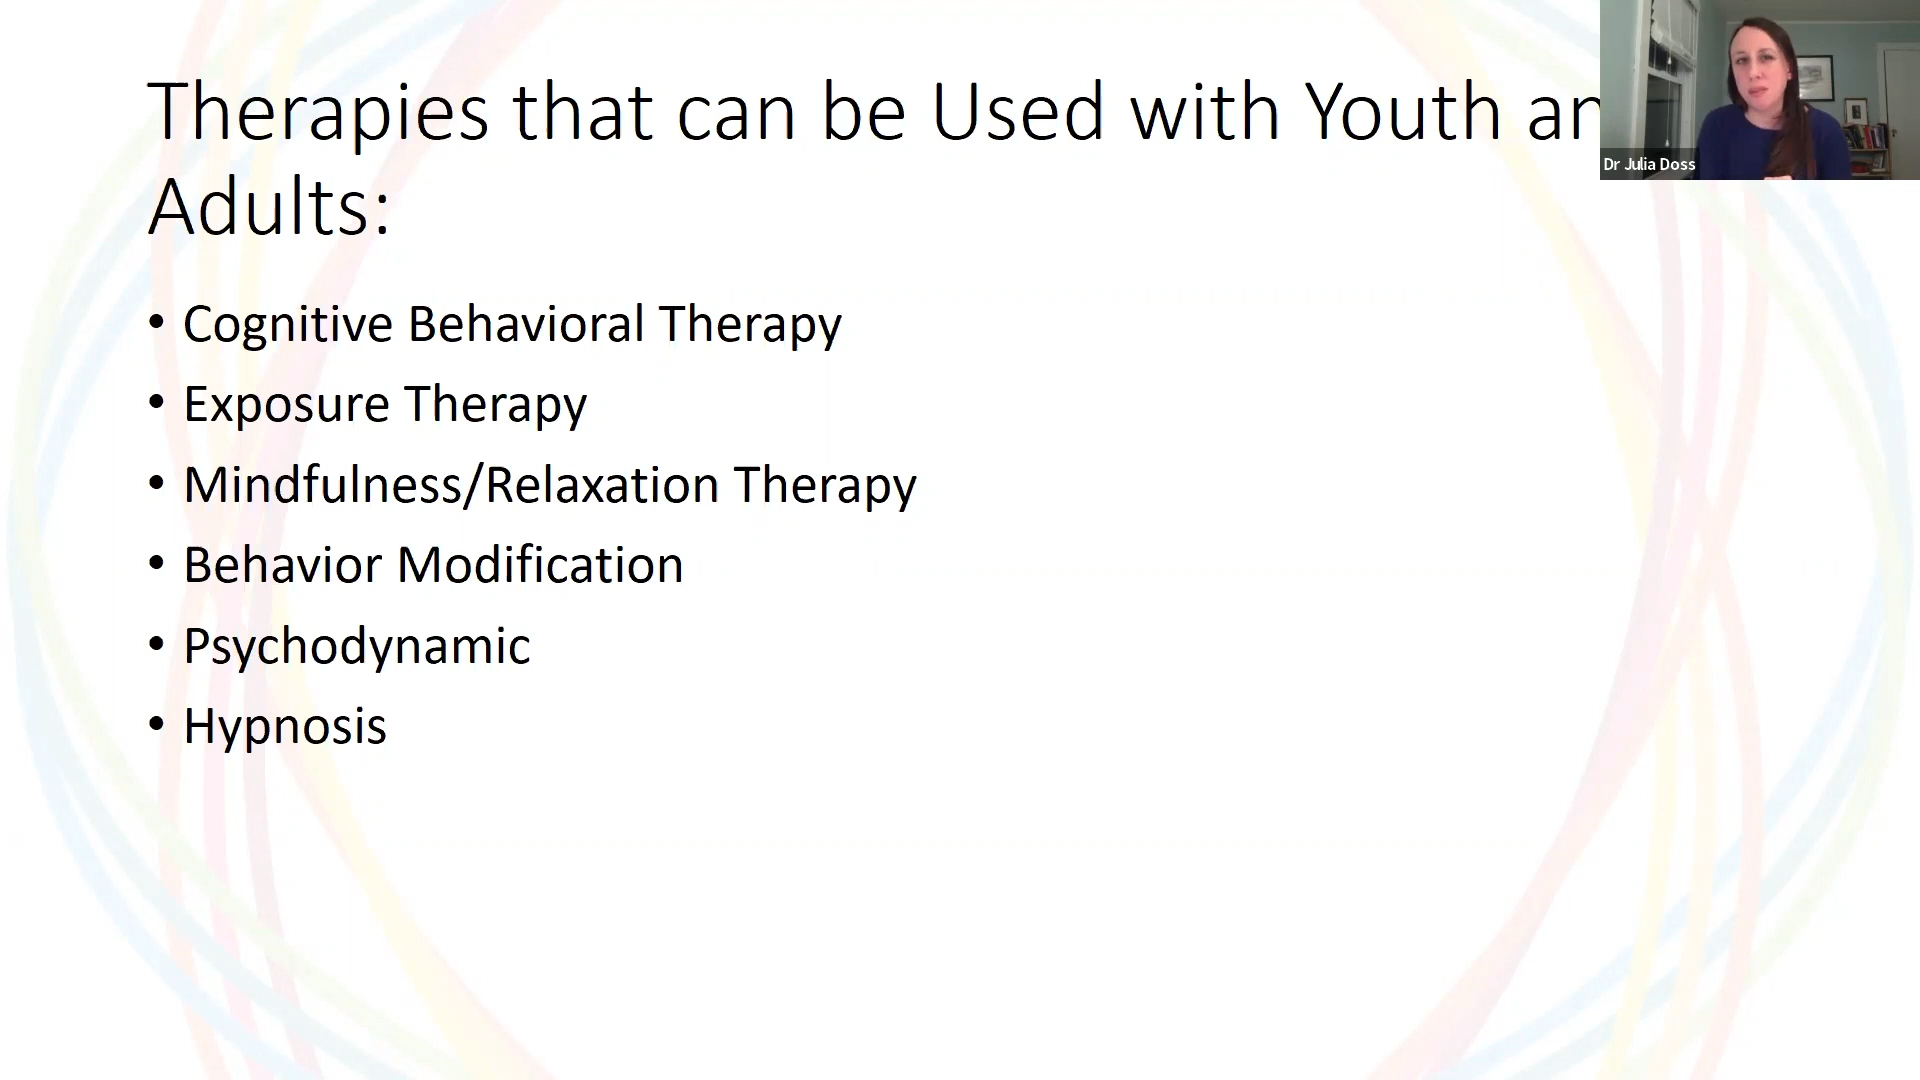 Therapies that can be Used with Youth an
Adults:
• Cognitive Behavioral Therapy
• Exposure Therapy
• Mindfulness/Relaxation Therapy
• Behavior Modification
• Psychodynamic
• Hypnosis
Dr Julia Doss